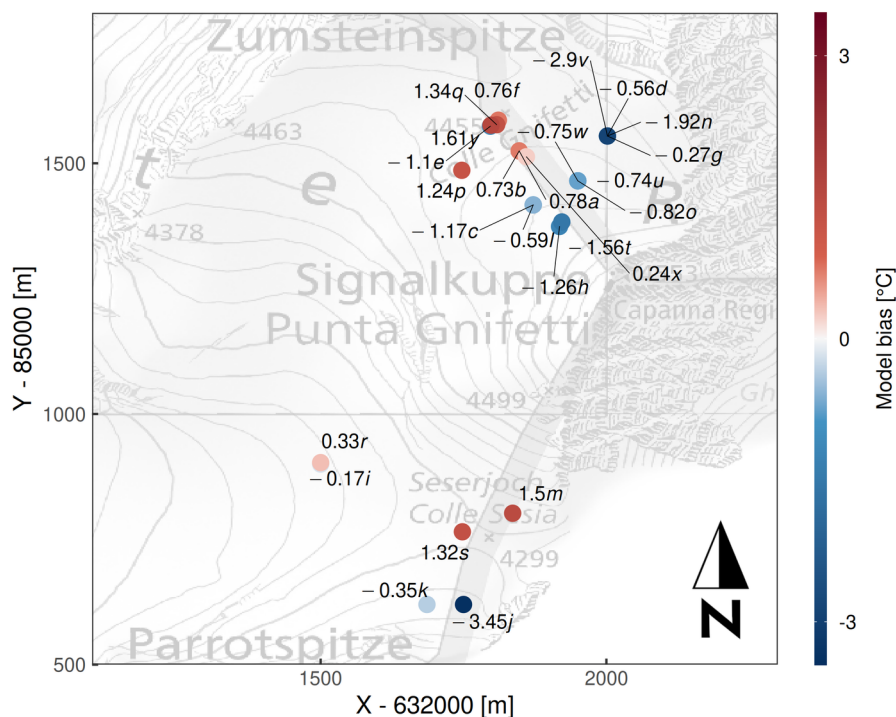 Zumsteinspitze
3
− 2.9v
− 0.56d
1.34q
0.76f
− 1.92n
4455
− 0.75w
4463
Colle Gnifetti
1.61y
1500
− 0.27g
− 1.1e
− 0.74u
t
e
1.24p
0.73b
R
0.78a
− 0.82o
4378
− 1.17c
− 0.59l
− 1.56t
Signalkuppe
0.24x
− 1.26h
Capanna Regi
Punta Gnifetti
0
Model bias [°C]
Y - 85000 [m]
Gh
4499
1000
0.33r
− 0.17i
Seserjoch
1.5m
Colle Sesia
1.32s
4299
− 0.35k
− 3.45j
N
-3
Parrotspitze
500
1500
2000
X - 632000 [m]